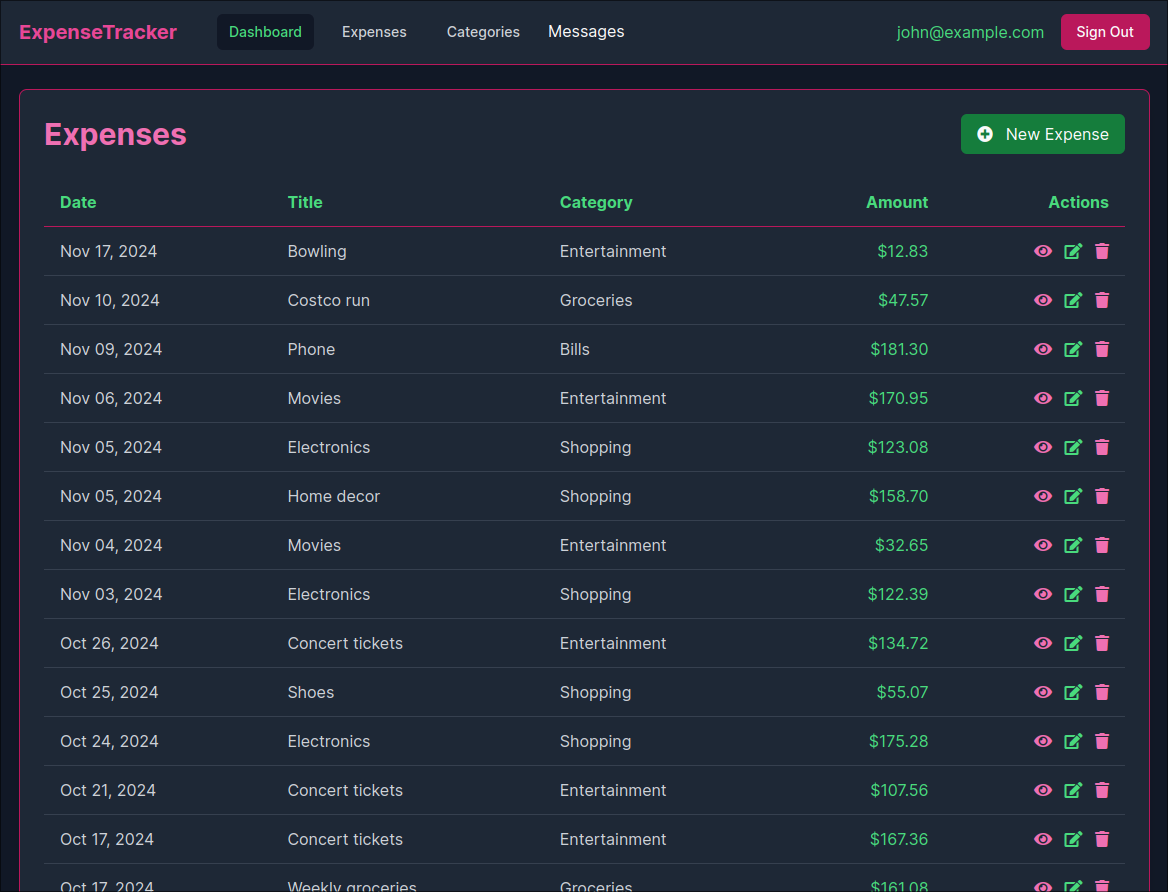 ExpenseTracker Dashboard Expenses Categories Messages john@example.com Sign Out
Expenses New Expense
Date Title Category Amount Actions
Nov 17, 2024 Bowling Entertainment $12.83
Nov 10, 2024 Costco run Groceries $47.57
Nov 09, 2024 Phone Bills $181.30
Nov 06, 2024 Movies Entertainment $170.95
Nov 05, 2024 Electronics Shopping $123.08
Nov 05, 2024 Home decor Shopping $158.70
Nov 04, 2024 Movies Entertainment $32.65
Nov 03, 2024 Electronics Shopping $122.39
Oct 26, 2024 Concert tickets Entertainment $134.72
Oct 25, 2024 Shoes Shopping $55.07
Oct 24, 2024 Electronics Shopping $175.28
Oct 21, 2024 Concert tickets Entertainment $107.56
Oct 17, 2024 Concert tickets Entertainment $167.36
Oct 17, 2024 Weekly groceries Groceries $161.08